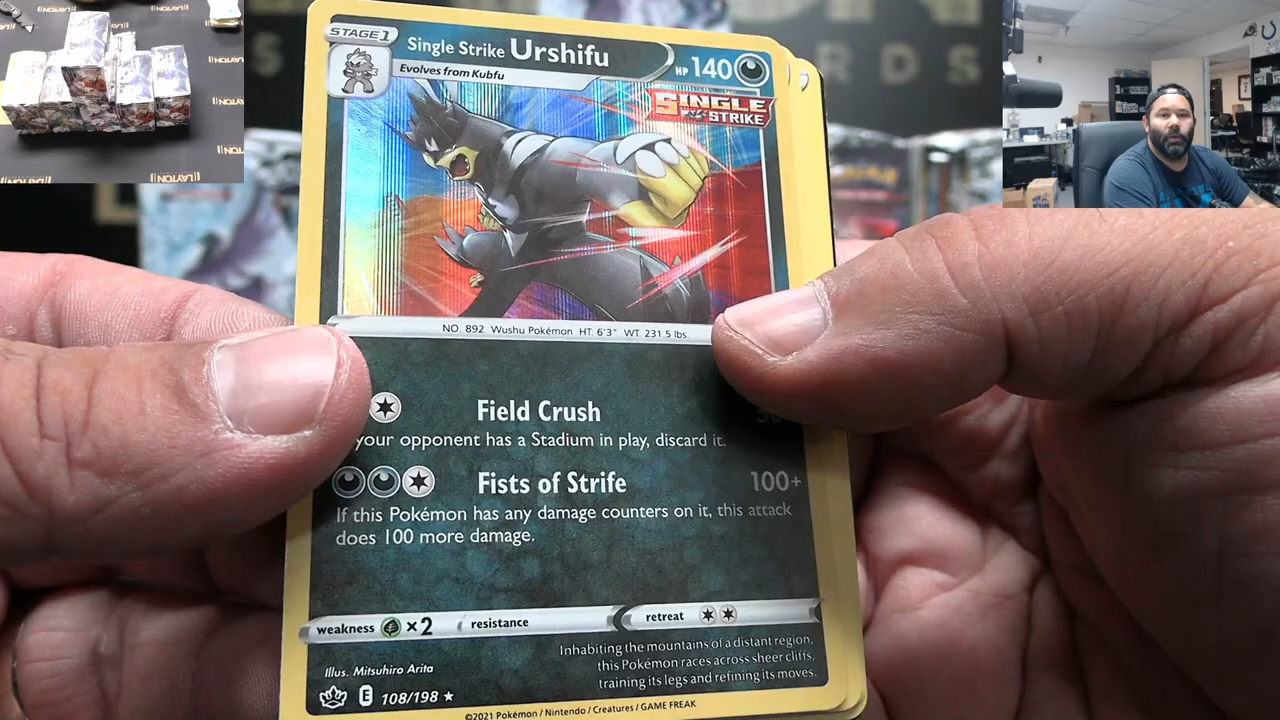 STAGE 1
Single Strike Urshifu
HP 140
Evolves from Kubfu
SINGLE
STRIKE
NO. 892 Wushu Pokémon HT: 6'3" WT: 231.5 lbs.
Field Crush
your opponent has a Stadium in play, discard it.
Fists of Strife 100+
If this Pokémon has any damage counters on it, this attack
does 100 more damage.
weakness ×2 resistance retreat
Inhabiting the mountains of a distant region,
this Pokémon races across sheer cliffs,
training its legs and refining its moves.
Illus. Mitsuhiro Arita
E 108/198
©2021 Pokémon / Nintendo / Creatures / GAME FREAK
LAYTON